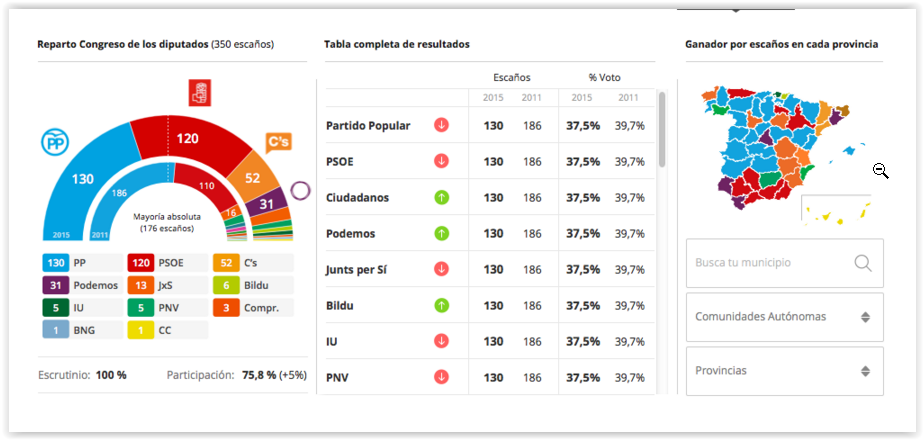 Reparto Congreso de los diputados (350 escaños)
PP
C's
130
120
52
31
186
110
16
Mayoría absoluta
(176 escaños)
2015
2011
130 PP
120 PSOE
52 C's
31 Podemos
13 JxS
6 Bildu
5 IU
5 PNV
3 Compr.
1 BNG
1 CC
Escrutinio: 100 %
Participación: 75,8 % (+5%)
Tabla completa de resultados
Escaños % Voto
2015 2011 2015 2011
Partido Popular 130 186 37,5% 39,7%
PSOE 130 186 37,5% 39,7%
Ciudadanos 130 186 37,5% 39,7%
Podemos 130 186 37,5% 39,7%
Junts per Sí 130 186 37,5% 39,7%
Bildu 130 186 37,5% 39,7%
IU 130 186 37,5% 39,7%
PNV 130 186 37,5% 39,7%
Ganador por escaños en cada provincia
Busca tu municipio
Comunidades Autónomas
Provincias